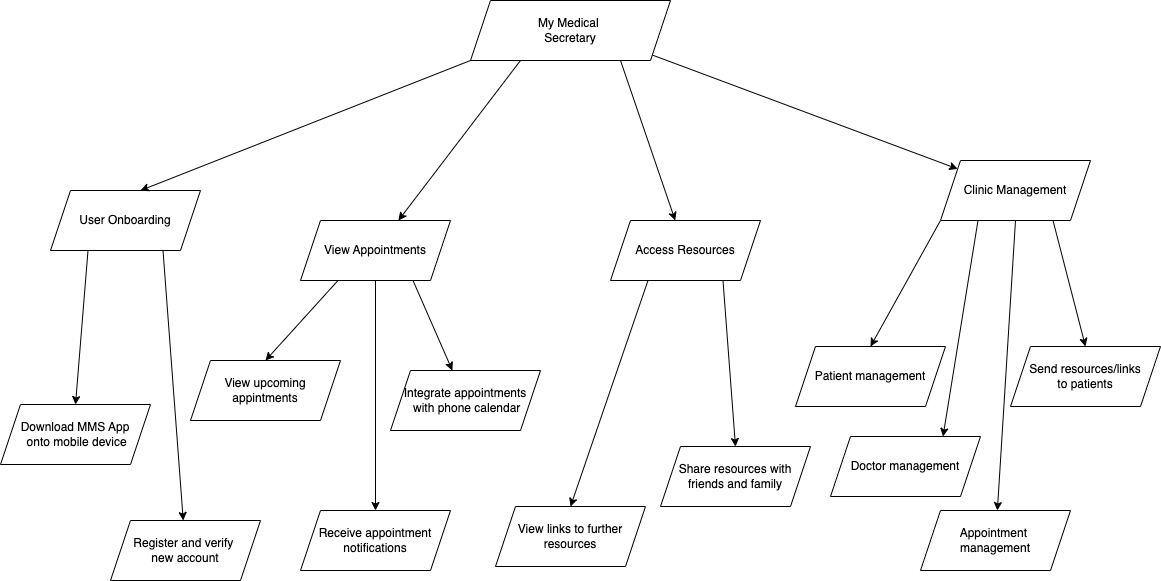 My Medical
Secretary
User Onboarding
View Appointments
Access Resources
Clinic Management
Download MMS App
onto mobile device
Register and verify
new account
View upcoming
appintments
Receive appointment
notifications
Integrate appointments
with phone calendar
View links to further
resources
Share resources with
friends and family
Patient management
Doctor management
Appointment
management
Send resources/links
to patients